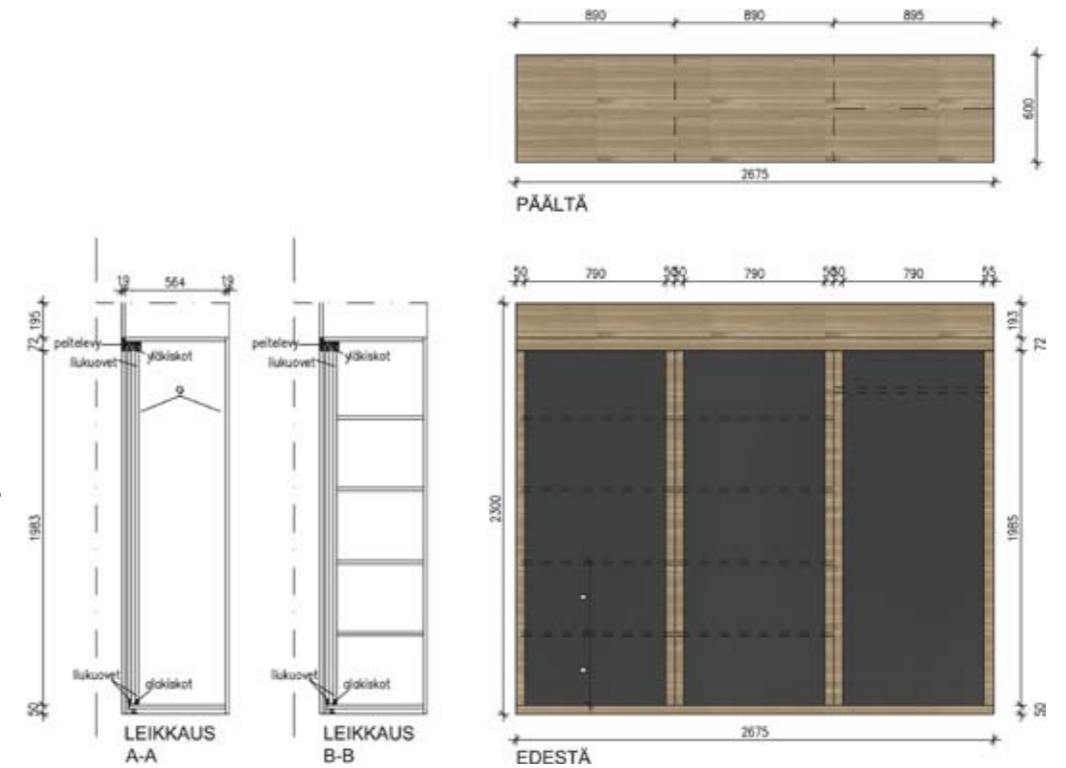 890 890 895
600
2675
PÄÄLTÄ
19 564 19
195
72
peitelevy yläkiskot
liukuovet
1983
liukuovet alakiskot
50
LEIKKAUS
A-A
peitelevy yläkiskot
liukuovet
liukuovet alakiskot
LEIKKAUS
B-B
50 790 790 790 55
193
72
2300
1985
50
2675
EDESTÄ